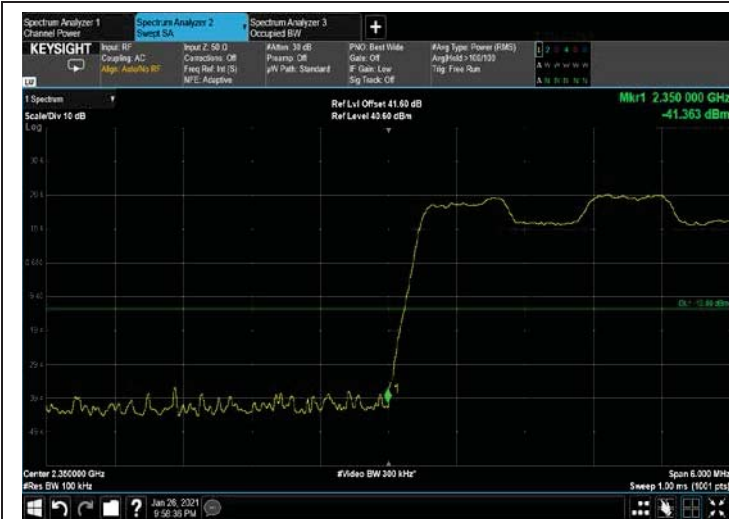 Spectrum Analyzer 1
Channel Power
Spectrum Analyzer 2
Swept SA
Spectrum Analyzer 3
Occupied BW
+
KEYSIGHT
Input: RF
Coupling: AC
Align: Auto/No RF
Input Z: 50 Ω
Corrections: Off
Freq Ref: Int (S)
NFE: Adaptive
#Atten: 30 dB
Preamp: Off
µW Path: Standard
PNO: Best Wide
Gate: Off
IF Gain: Low
Sig Track: Off
#Avg Type: Power (RMS)
Avg|Hold: >100/100
Trig: Free Run
1 Spectrum
Scale/Div 10 dB
Log
Ref Lvl Offset 41.60 dB
Ref Level 40.60 dBm
Mkr1 2.350 000 GHz
-41.363 dBm
Center 2.350000 GHz
#Res BW 100 kHz
#Video BW 300 kHz*
Span 6.000 MHz
Sweep 1.00 ms (1001 pts)
Jan 26, 2021
9:58:36 PM